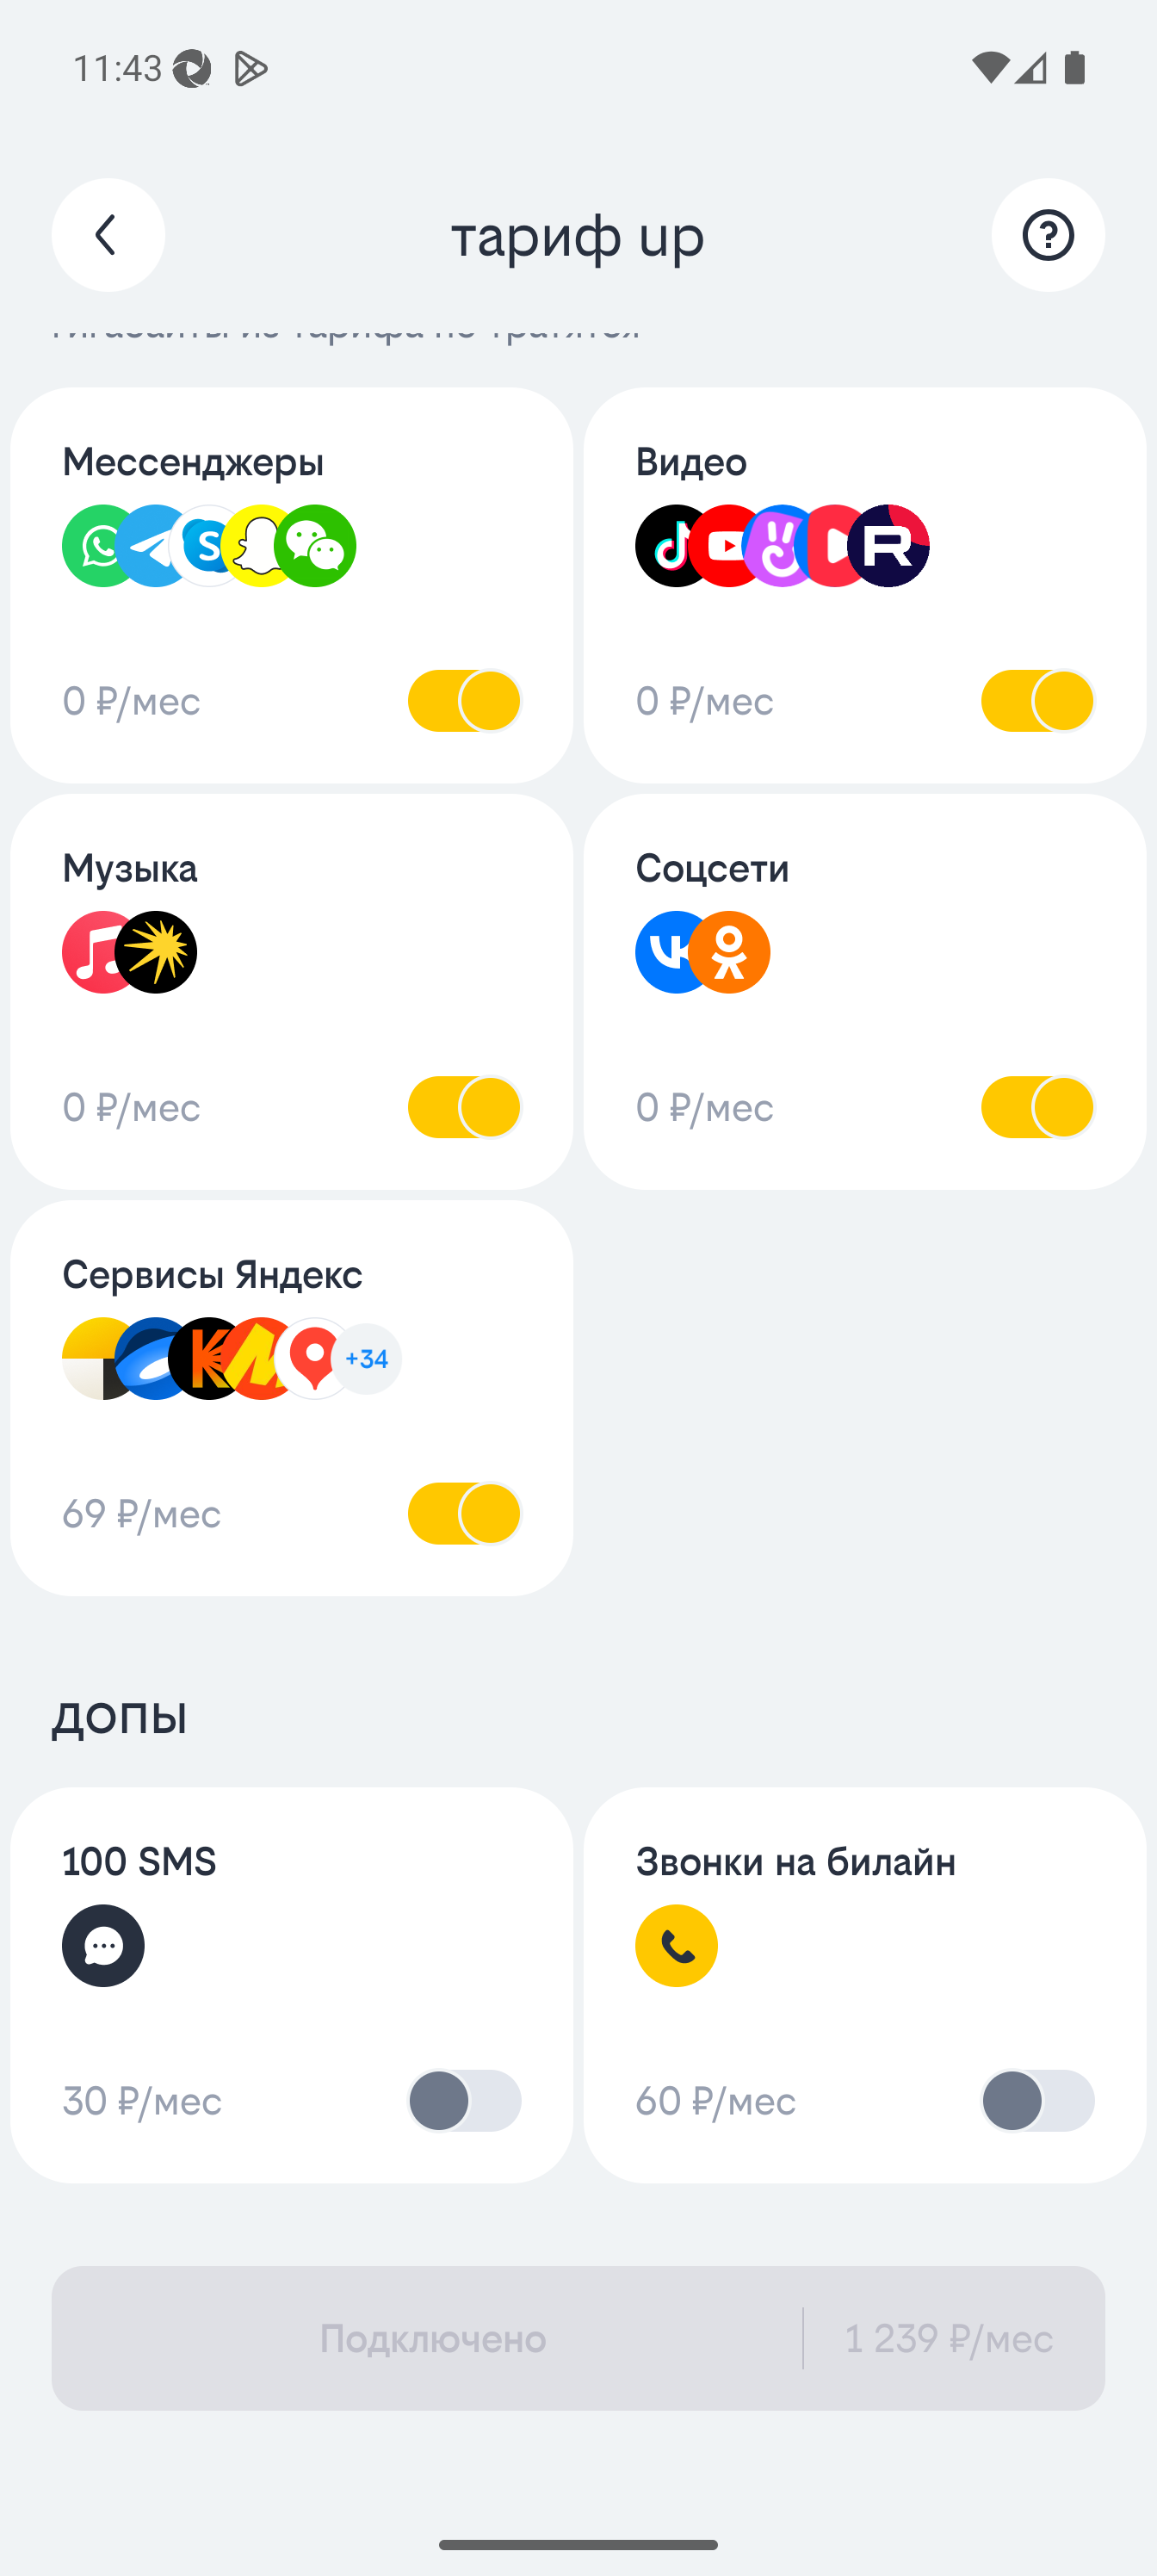 11:43
тариф up
Мессенджеры
Видео
0 ₽/мес
0 ₽/мес
Музыка
Соцсети
0 ₽/мес
0 ₽/мес
Сервисы Яндекс
+34
69 ₽/мес
допы
100 SMS
Звонки на билайн
30 ₽/мес
60 ₽/мес
Подключено
1 239 ₽/мес